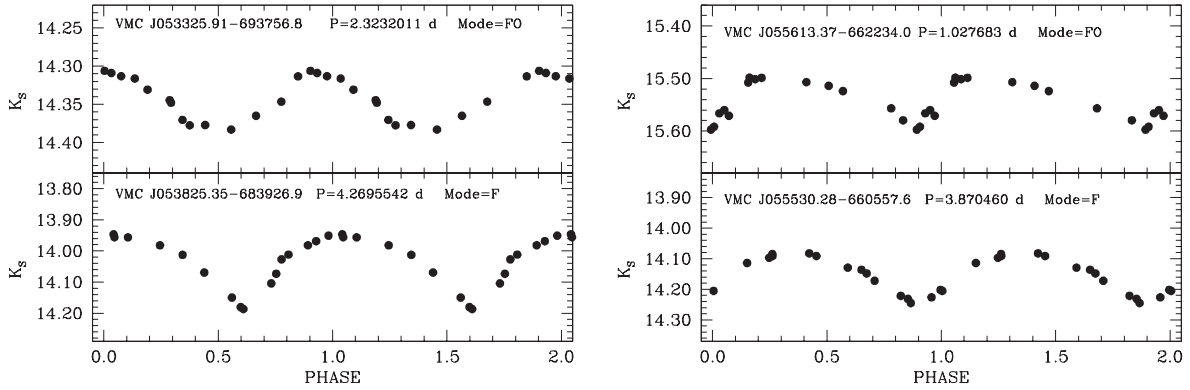 VMC J053325.91−693756.8 P=2.3232011 d Mode=FO
14.25
14.30
14.35
14.40
Ks
VMC J053825.35−683926.9 P=4.2695542 d Mode=F
13.80
13.90
14.00
14.10
14.20
Ks
0.0 0.5 1.0 1.5 2.0
PHASE
VMC J055613.37−662234.0 P=1.027683 d Mode=FO
15.40
15.50
15.60
Ks
VMC J055530.28−660557.6 P=3.870460 d Mode=F
13.90
14.00
14.10
14.20
14.30
Ks
0.0 0.5 1.0 1.5 2.0
PHASE